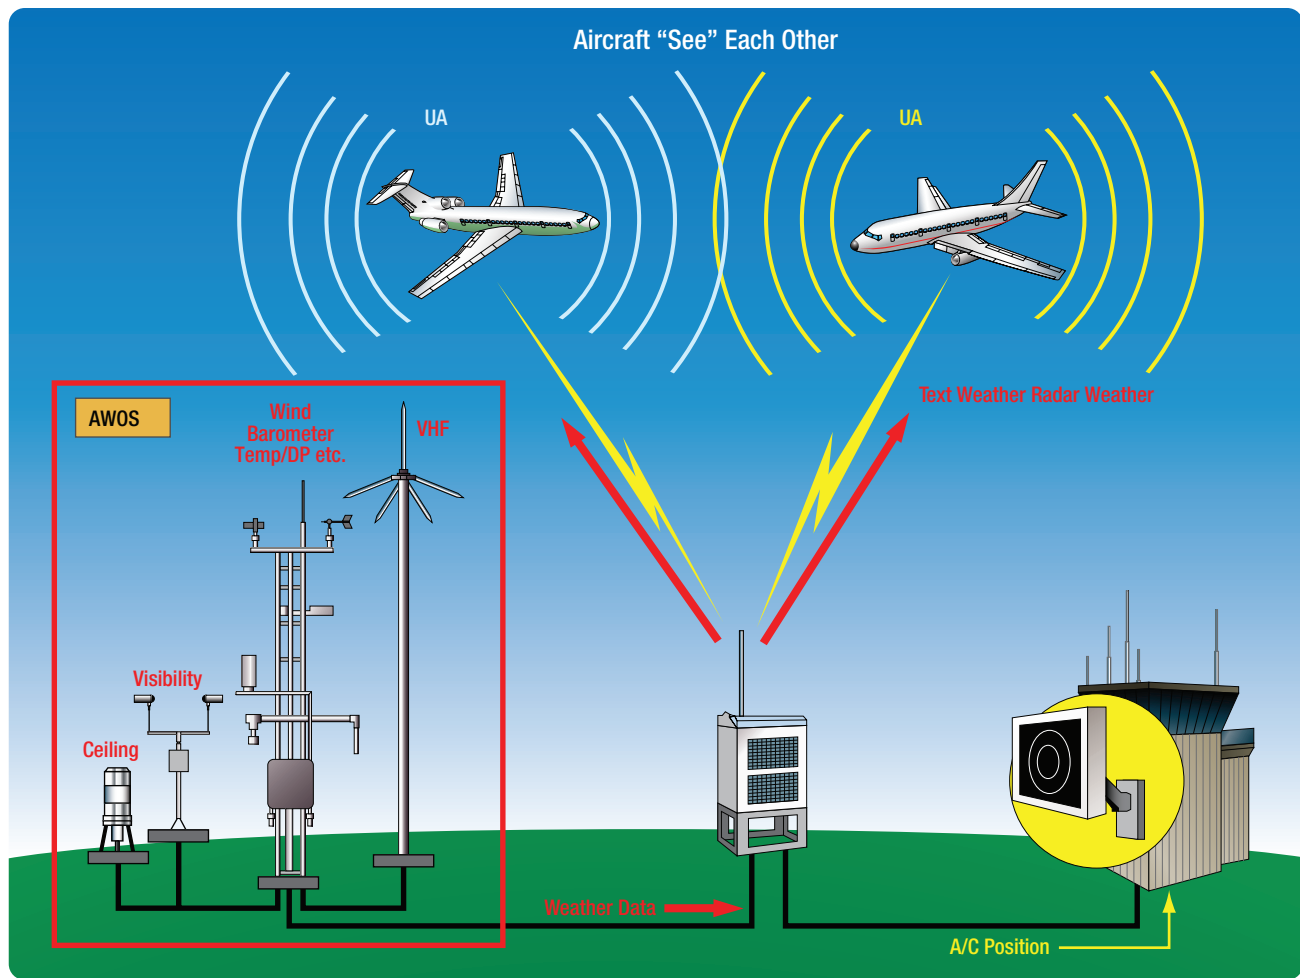 Aircraft “See” Each Other
UA
UA
Text Weather Radar Weather
AWOS
Wind
Barometer
Temp/DP etc.
VHF
Visibility
Ceiling
Weather Data
A/C Position